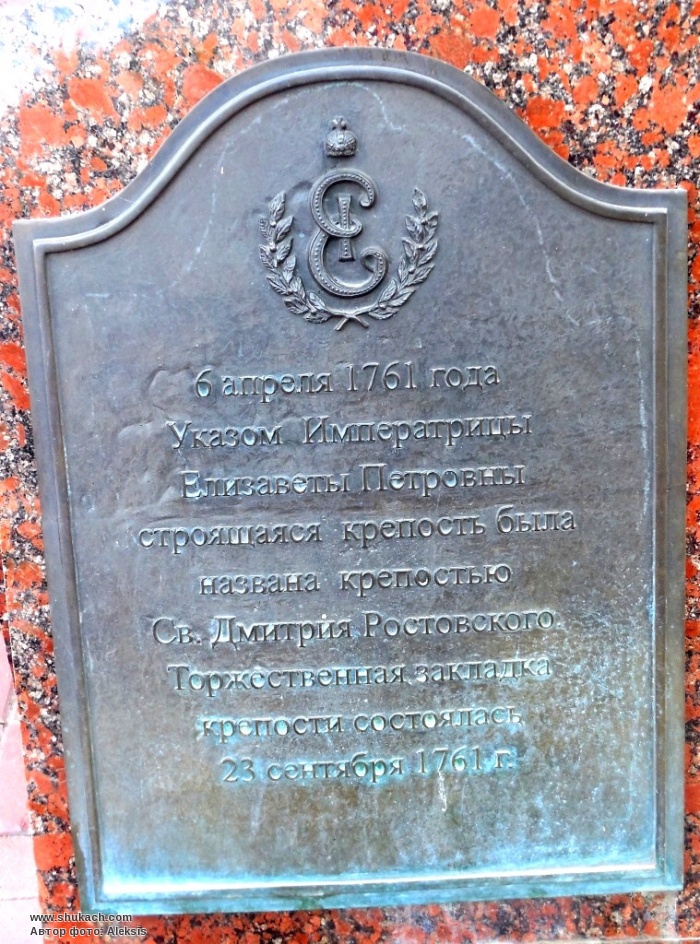 6 апреля 1761 года
Указом Императрицы
Елизаветы Петровны
строящаяся крепость была
названа крепостью
Св. Дмитрия Ростовского
Торжественная закладка
крепости состоялась
23 сентября 1761 г.
www.shukach.com
Автор фото: Aleksis